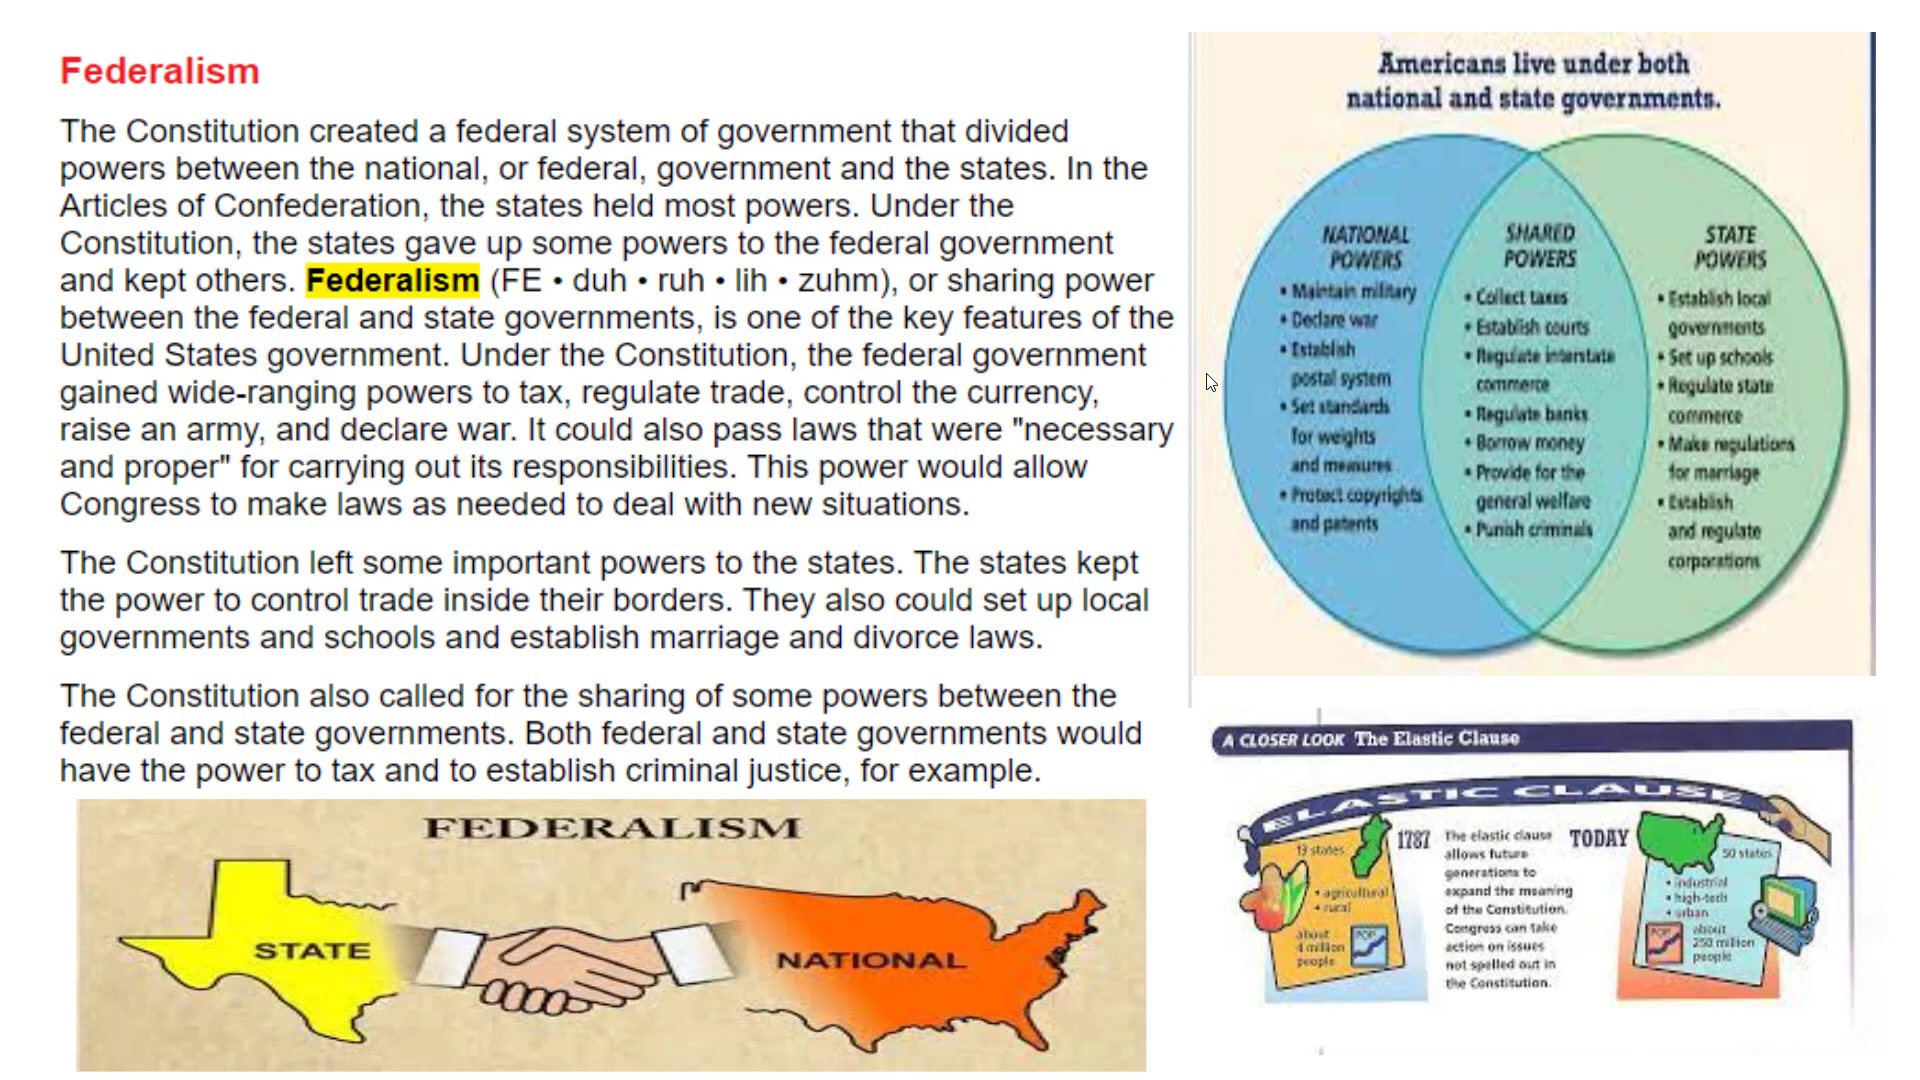 Federalism
The Constitution created a federal system of government that divided
powers between the national, or federal, government and the states. In the
Articles of Confederation, the states held most powers. Under the
Constitution, the states gave up some powers to the federal government
and kept others. Federalism (FE • duh • ruh • lih • zuhm), or sharing power
between the federal and state governments, is one of the key features of the
United States government. Under the Constitution, the federal government
gained wide-ranging powers to tax, regulate trade, control the currency,
raise an army, and declare war. It could also pass laws that were "necessary
and proper" for carrying out its responsibilities. This power would allow
Congress to make laws as needed to deal with new situations.
The Constitution left some important powers to the states. The states kept
the power to control trade inside their borders. They also could set up local
governments and schools and establish marriage and divorce laws.
The Constitution also called for the sharing of some powers between the
federal and state governments. Both federal and state governments would
have the power to tax and to establish criminal justice, for example.
FEDERALISM
STATE
NATIONAL
Americans live under both
national and state governments.
NATIONAL
POWERS
• Maintain military
• Declare war
• Establish
postal system
• Set standards
for weights
and measures
• Protect copyrights
and patents
SHARED
POWERS
• Collect taxes
• Establish courts
• Regulate interstate
commerce
• Regulate banks
• Borrow money
• Provide for the
general welfare
• Punish criminals
STATE
POWERS
• Establish local
governments
• Set up schools
• Regulate state
commerce
• Make regulations
for marriage
• Establish
and regulate
corporations
A CLOSER LOOK The Elastic Clause
ELASTIC CLAUSE
1787
13 states
• agricultural
• rural
about
4 million
people
POP
The elastic clause
allows future
generations to
expand the meaning
of the Constitution.
Congress can take
action on issues
not spelled out in
the Constitution.
TODAY
50 states
• industrial
• high-tech
• urban
POP
about
250 million
people